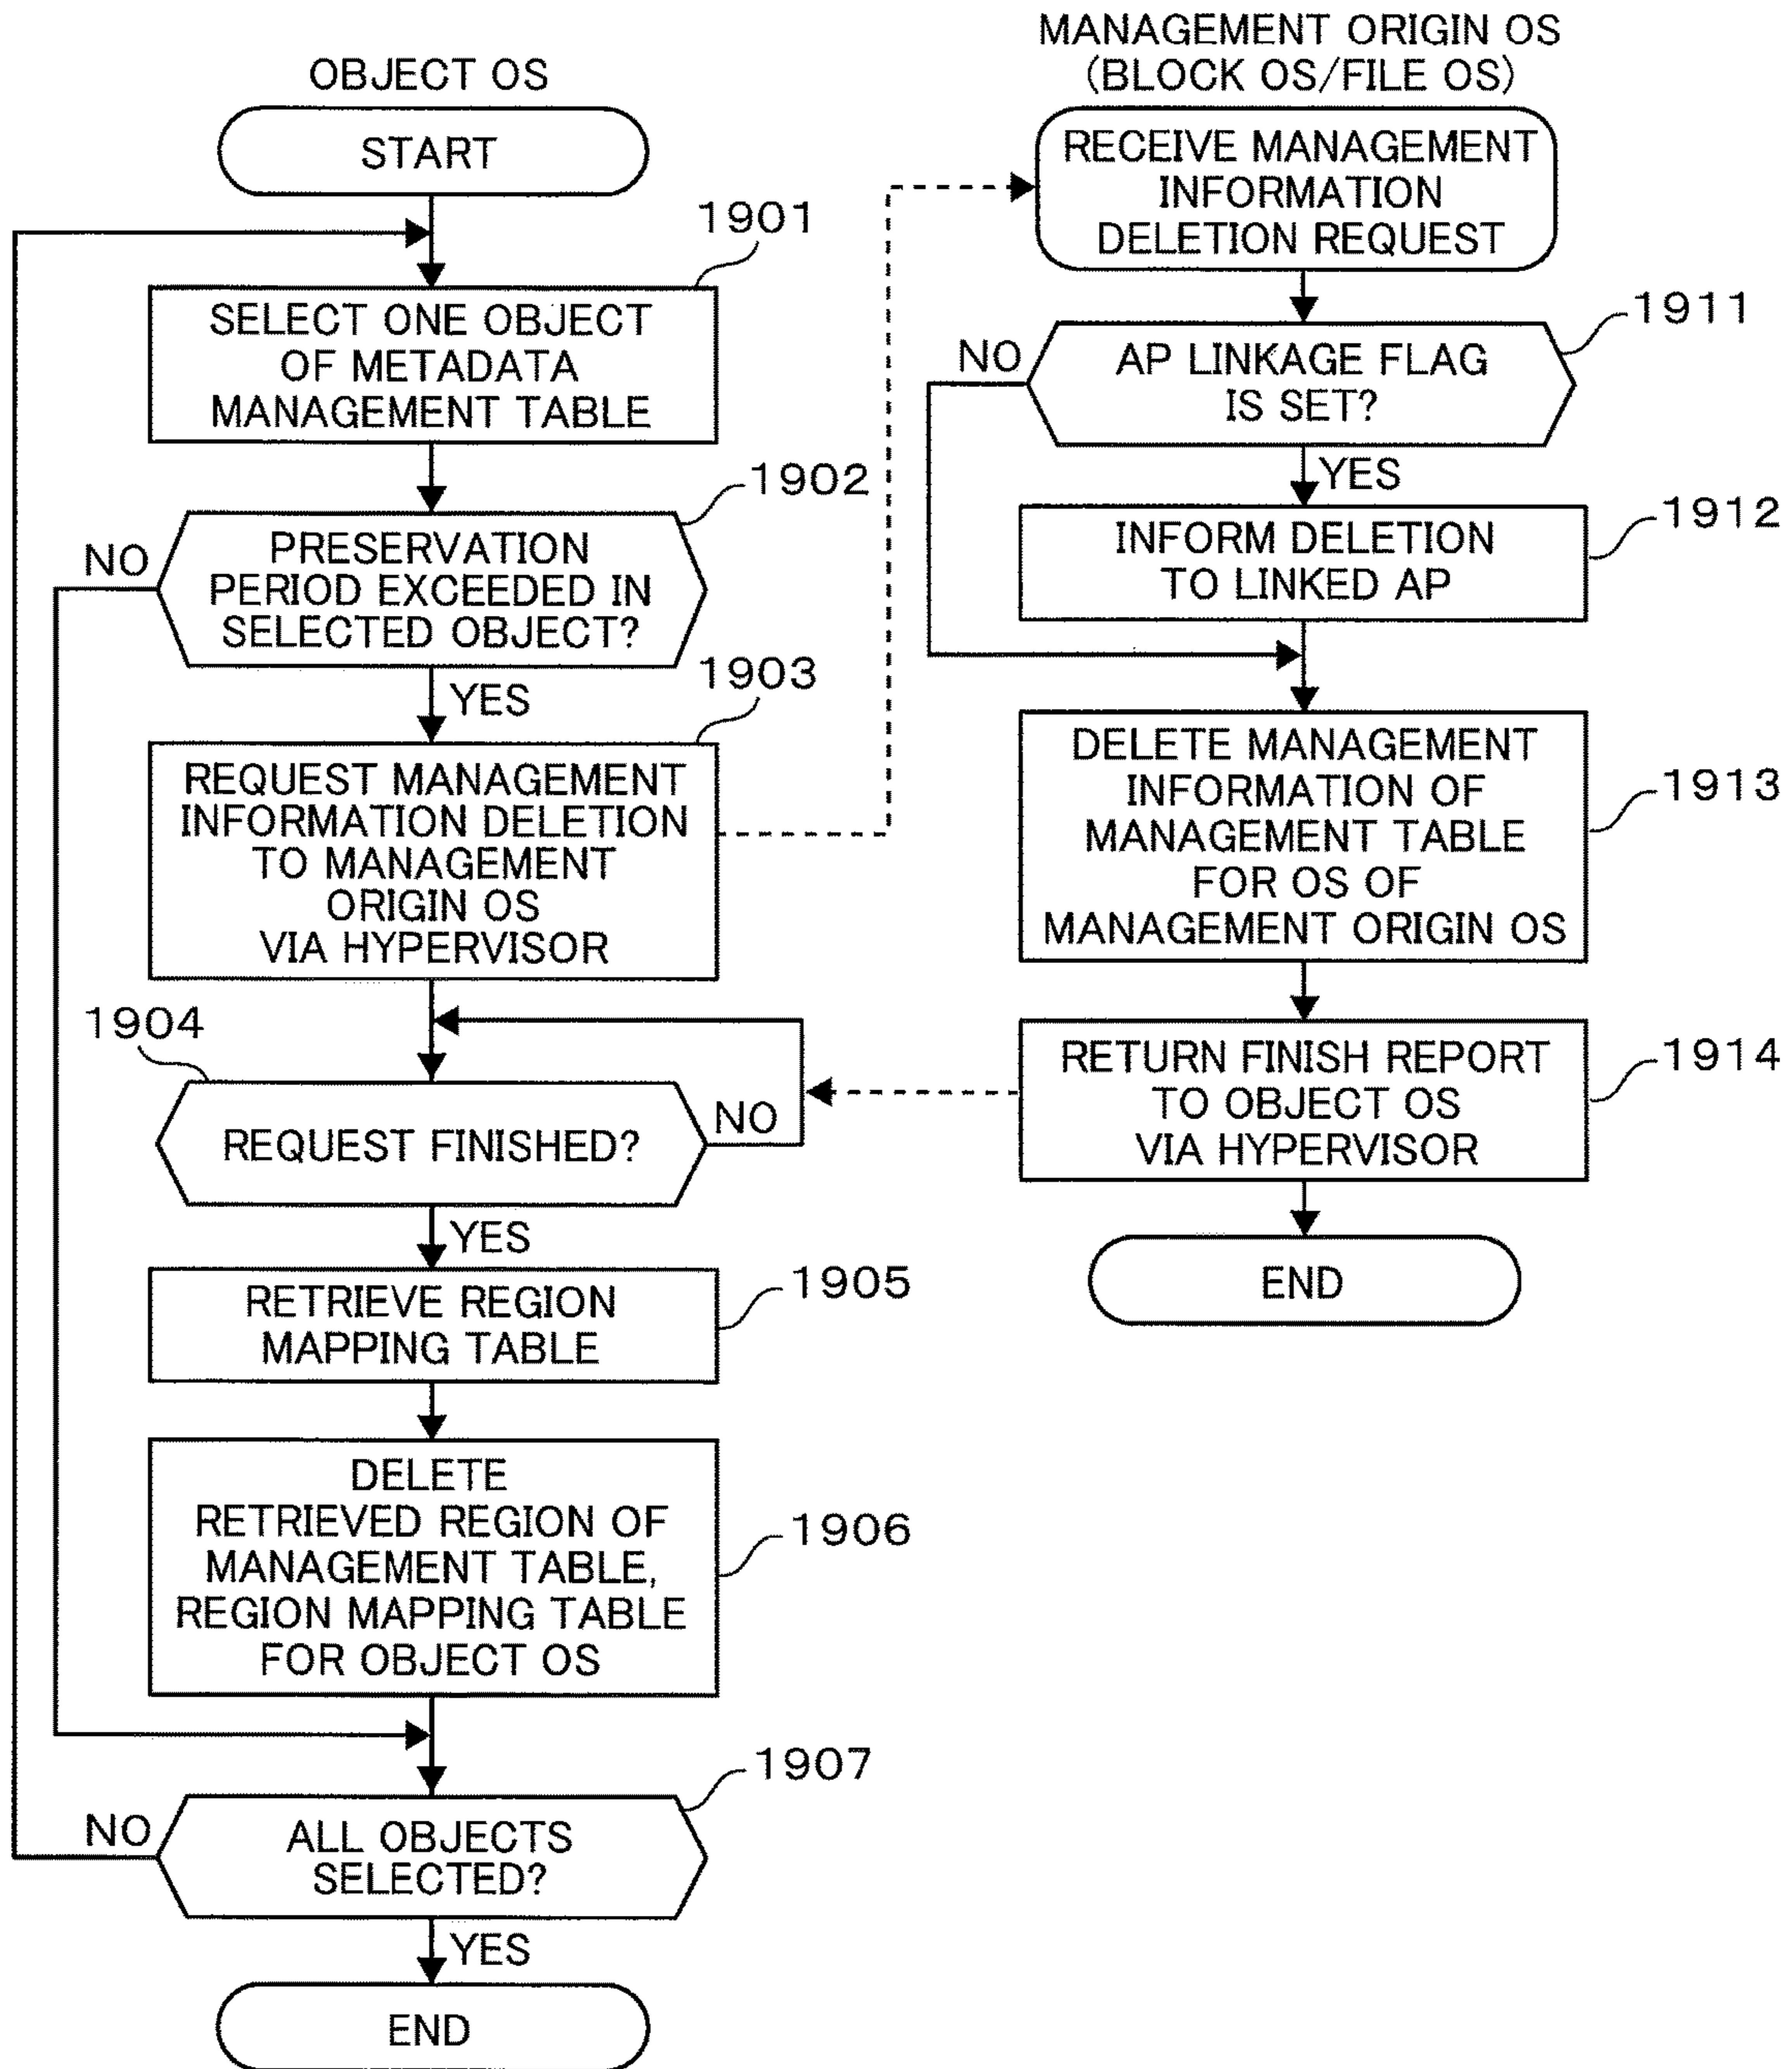 OBJECT OS
START
1901
SELECT ONE OBJECT
OF METADATA
MANAGEMENT TABLE
1902
NO
PRESERVATION
PERIOD EXCEEDED IN
SELECTED OBJECT?
YES
1903
REQUEST MANAGEMENT
INFORMATION DELETION
TO MANAGEMENT
ORIGIN OS
VIA HYPERVISOR
1904
REQUEST FINISHED?
NO
YES
1905
RETRIEVE REGION
MAPPING TABLE
1906
DELETE
RETRIEVED REGION OF
MANAGEMENT TABLE,
REGION MAPPING TABLE
FOR OBJECT OS
1907
NO
ALL OBJECTS
SELECTED?
YES
END
MANAGEMENT ORIGIN OS
(BLOCK OS/FILE OS)
RECEIVE MANAGEMENT
INFORMATION
DELETION REQUEST
1911
NO
AP LINKAGE FLAG
IS SET?
YES
1912
INFORM DELETION
TO LINKED AP
1913
DELETE MANAGEMENT
INFORMATION OF
MANAGEMENT TABLE
FOR OS OF
MANAGEMENT ORIGIN OS
1914
RETURN FINISH REPORT
TO OBJECT OS
VIA HYPERVISOR
END